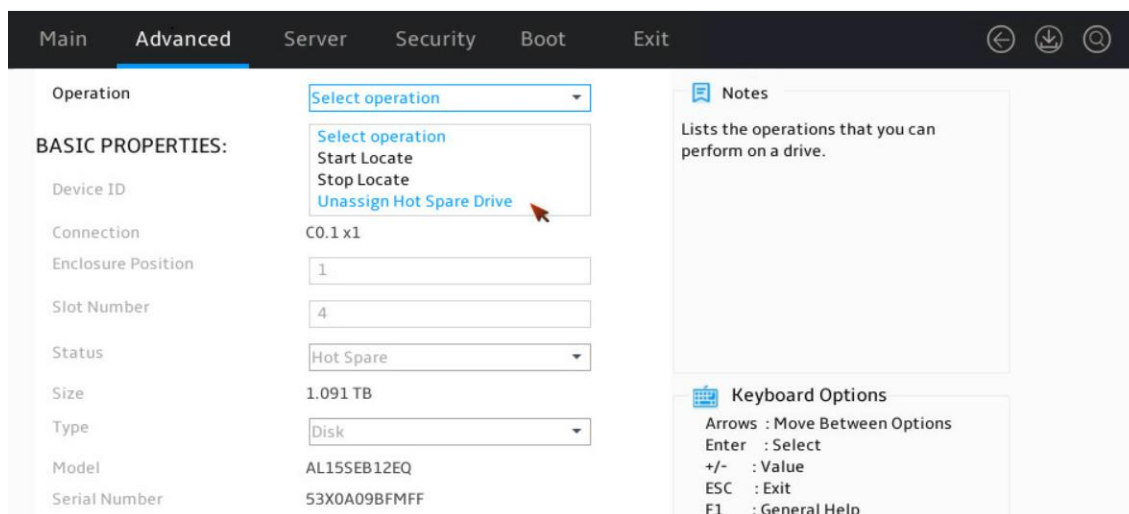 Main Advanced Server Security Boot Exit
Operation
Select operation
Select operation
Start Locate
Stop Locate
Unassign Hot Spare Drive
BASIC PROPERTIES:
Device ID
Connection C0.1 x1
Enclosure Position 1
Slot Number 4
Status Hot Spare
Size 1.091 TB
Type Disk
Model AL15SEB12EQ
Serial Number 53X0A09BFMFF
Notes
Lists the operations that you can
perform on a drive.
Keyboard Options
Arrows : Move Between Options
Enter : Select
+/- : Value
ESC : Exit
F1 : General Help